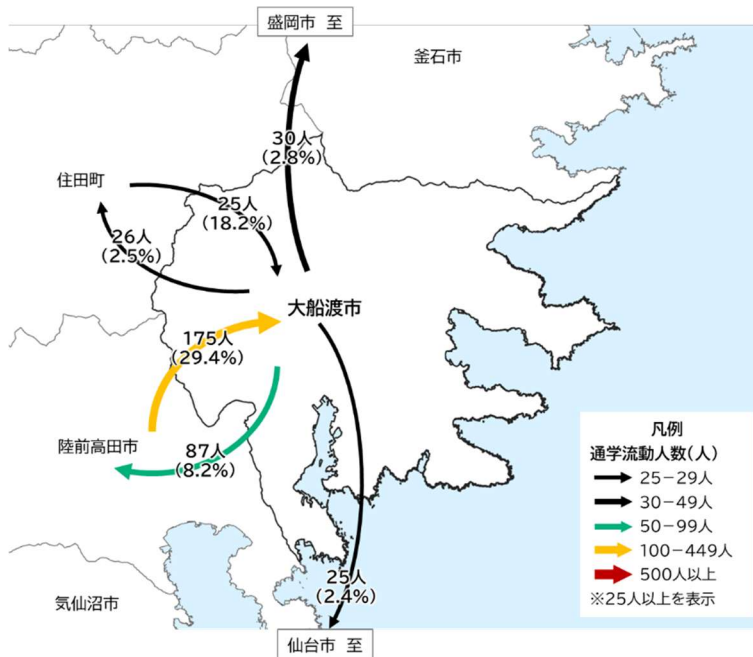 盛岡市 至
釜石市
30人
(2.8%)
住田町
25人
(18.2%)
26人
(2.5%)
大船渡市
175人
(29.4%)
陸前高田市
87人
(8.2%)
凡例
通学流動人数(人)
25－29人
30－49人
50－99人
100－449人
500人以上
※25人以上を表示
25人
(2.4%)
気仙沼市
仙台市 至